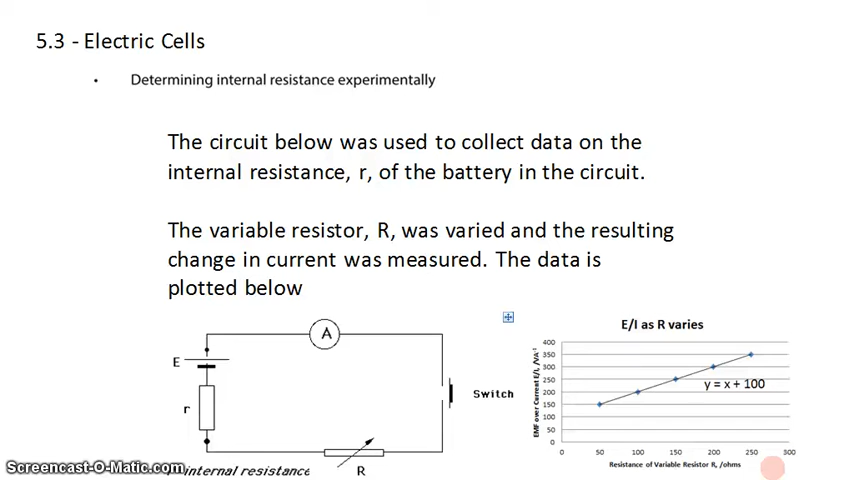 5.3 - Electric Cells
• Determining internal resistance experimentally
The circuit below was used to collect data on the
internal resistance, r, of the battery in the circuit.
The variable resistor, R, was varied and the resulting
change in current was measured. The data is
plotted below
A
E
r
Switch
internal resistance
R
E/I as R varies
EMF over Current E/I, /VA⁻¹
400
350
300
250
200
150
100
50
0
y = x + 100
0 50 100 150 200 250 300
Resistance of Variable Resistor R, /ohms
Screencast-O-Matic.com